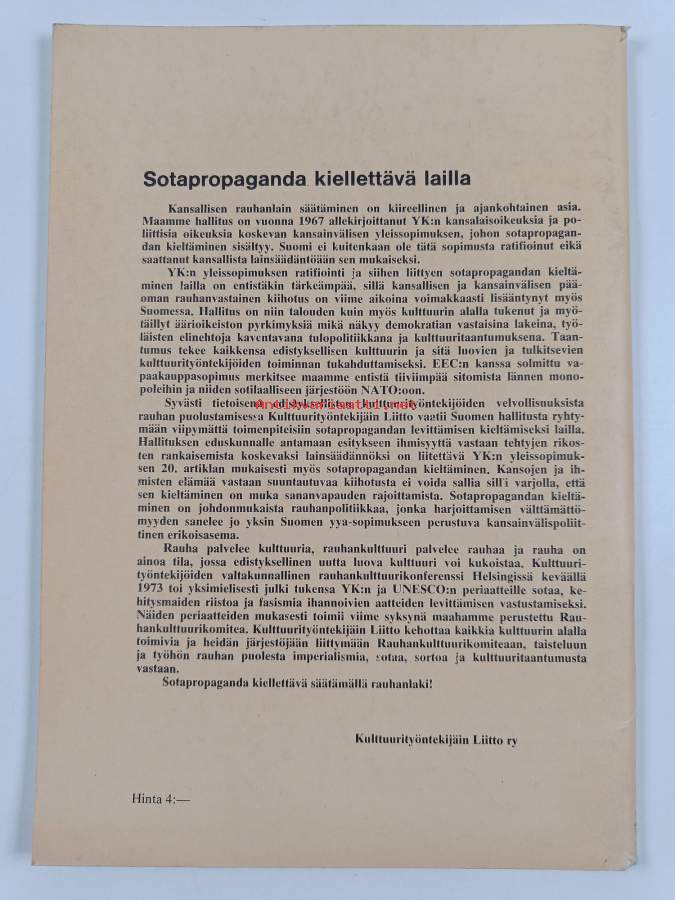 Sotapropaganda kiellettävä lailla
Kansallisen rauhanlain säätäminen on kiireellinen ja ajankohtainen asia.
Maamme hallitus on vuonna 1967 allekirjoittanut YK:n kansalaisoikeuksia ja po-
liittisia oikeuksia koskevan kansainvälisen yleissopimuksen, johon sotapropagan-
dan kieltäminen sisältyy. Suomi ei kuitenkaan ole tätä sopimusta ratifioinut eikä
saattanut kansallista lainsäädäntöään sen mukaiseksi.
YK:n yleissopimuksen ratifiointi ja siihen liittyen sotapropagandan kieltä-
minen lailla on entistäkin tärkeämpää, sillä kansallisen ja kansainvälisen pää-
oman rauhanvastainen kiihotus on viime aikoina voimakkaasti lisääntynyt myös
Suomessa. Hallitus on niin talouden kuin myös kulttuurin alalla tukenut ja myö-
täillyt äärioikeiston pyrkimyksiä mikä näkyy demokratian vastaisina lakeina, työ-
läisten elinehtoja kaventavana tulopolitiikkana ja kulttuuritaantumuksena. Taan-
tumus tekee kaikkensa edistyksellisen kulttuurin ja sitä luovien ja tulkitsevien
kulttuurityöntekijöiden toiminnan tukahduttamiseksi. EEC:n kanssa solmittu va-
paakauppasopimus merkitsee maamme entistä tiiviimpää sitomista lännen mono-
poleihin ja niiden sotilaalliseen järjestöön NATO:oon.
Syvästi tietoisena edistyksellisten kulttuurityöntekijöiden velvollisuuksista
Antikvariaatti.net
rauhan puolustamisessa Kulttuurityöntekijäin Liitto vaatii Suomen hallitusta ryhty-
mään viipymättä toimenpiteisiin sotapropagandan levittämisen kieltämiseksi lailla.
Hallituksen eduskunnalle antamaan esitykseen ihmisyyttä vastaan tehtyjen rikos-
ten rankaisemista koskevaksi lainsäädännöksi on liitettävä YK:n yleissopimuk-
sen 20. artiklan mukaisesti myös sotapropagandan kieltäminen. Kansojen ja ih-
misten elämää vastaan suuntautuvaa kiihotusta ei voida sallia sillä varjolla, että
sen kieltäminen on muka sananvapauden rajoittamista. Sotapropagandan kieltä-
minen on johdonmukaista rauhanpolitiikkaa, jonka harjoittamisen välttämättö-
myyden sanelee jo yksin Suomen yya-sopimukseen perustuva kansainvälispoliit-
tinen erikoisasema.
Rauha palvelee kulttuuria, rauhankulttuuri palvelee rauhaa ja rauha on
ainoa tila, jossa edistyksellinen uutta luova kulttuuri voi kukoistaa. Kulttuuri-
työntekijöiden valtakunnallinen rauhankulttuurikonferenssi Helsingissä keväällä
1973 toi yksimielisesti julki tukensa YK:n ja UNESCO:n periaatteille sotaa, ke-
hitysmaiden riistoa ja fasismia ihannoivien aatteiden levittämisen vastustamiseksi.
Näiden periaatteiden mukasesti toimii viime syksynä maahamme perustettu Rau-
hankulttuurikomitea. Kulttuurityöntekijäin Liitto kehottaa kaikkia kulttuurin alalla
toimivia ja heidän järjestöjään liittymään Rauhankulttuurikomiteaan, taisteluun
ja työhön rauhan puolesta imperialismia, sotaa, sortoa ja kulttuuritaantumusta
vastaan.
Sotapropaganda kiellettävä säätämällä rauhanlaki!
Kulttuurityöntekijäin Liitto ry
Hinta 4:—